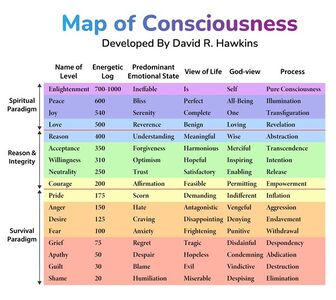 Map of Consciousness
Developed By David R. Hawkins
Name of Level Energetic Log Predominant Emotional State View of Life God-view Process
Spiritual Paradigm
Enlightenment 700-1000 Ineffable Is Self Pure Consciousness
Peace 600 Bliss Perfect All-Being Illumination
Joy 540 Serenity Complete One Transfiguration
Love 500 Reverence Benign Loving Revelation
Reason & Integrity
Reason 400 Understanding Meaningful Wise Abstraction
Acceptance 350 Forgiveness Harmonious Merciful Transcendence
Willingness 310 Optimism Hopeful Inspiring Intention
Neutrality 250 Trust Satisfactory Enabling Release
Courage 200 Affirmation Feasible Permitting Empowerment
Survival Paradigm
Pride 175 Scorn Demanding Indifferent Inflation
Anger 150 Hate Antagonistic Vengeful Aggression
Desire 125 Craving Disappointing Denying Enslavement
Fear 100 Anxiety Frightening Punitive Withdrawal
Grief 75 Regret Tragic Disdainful Despondency
Apathy 50 Despair Hopeless Condemning Abdication
Guilt 30 Blame Evil Vindictive Destruction
Shame 20 Humiliation Miserable Despising Elimination